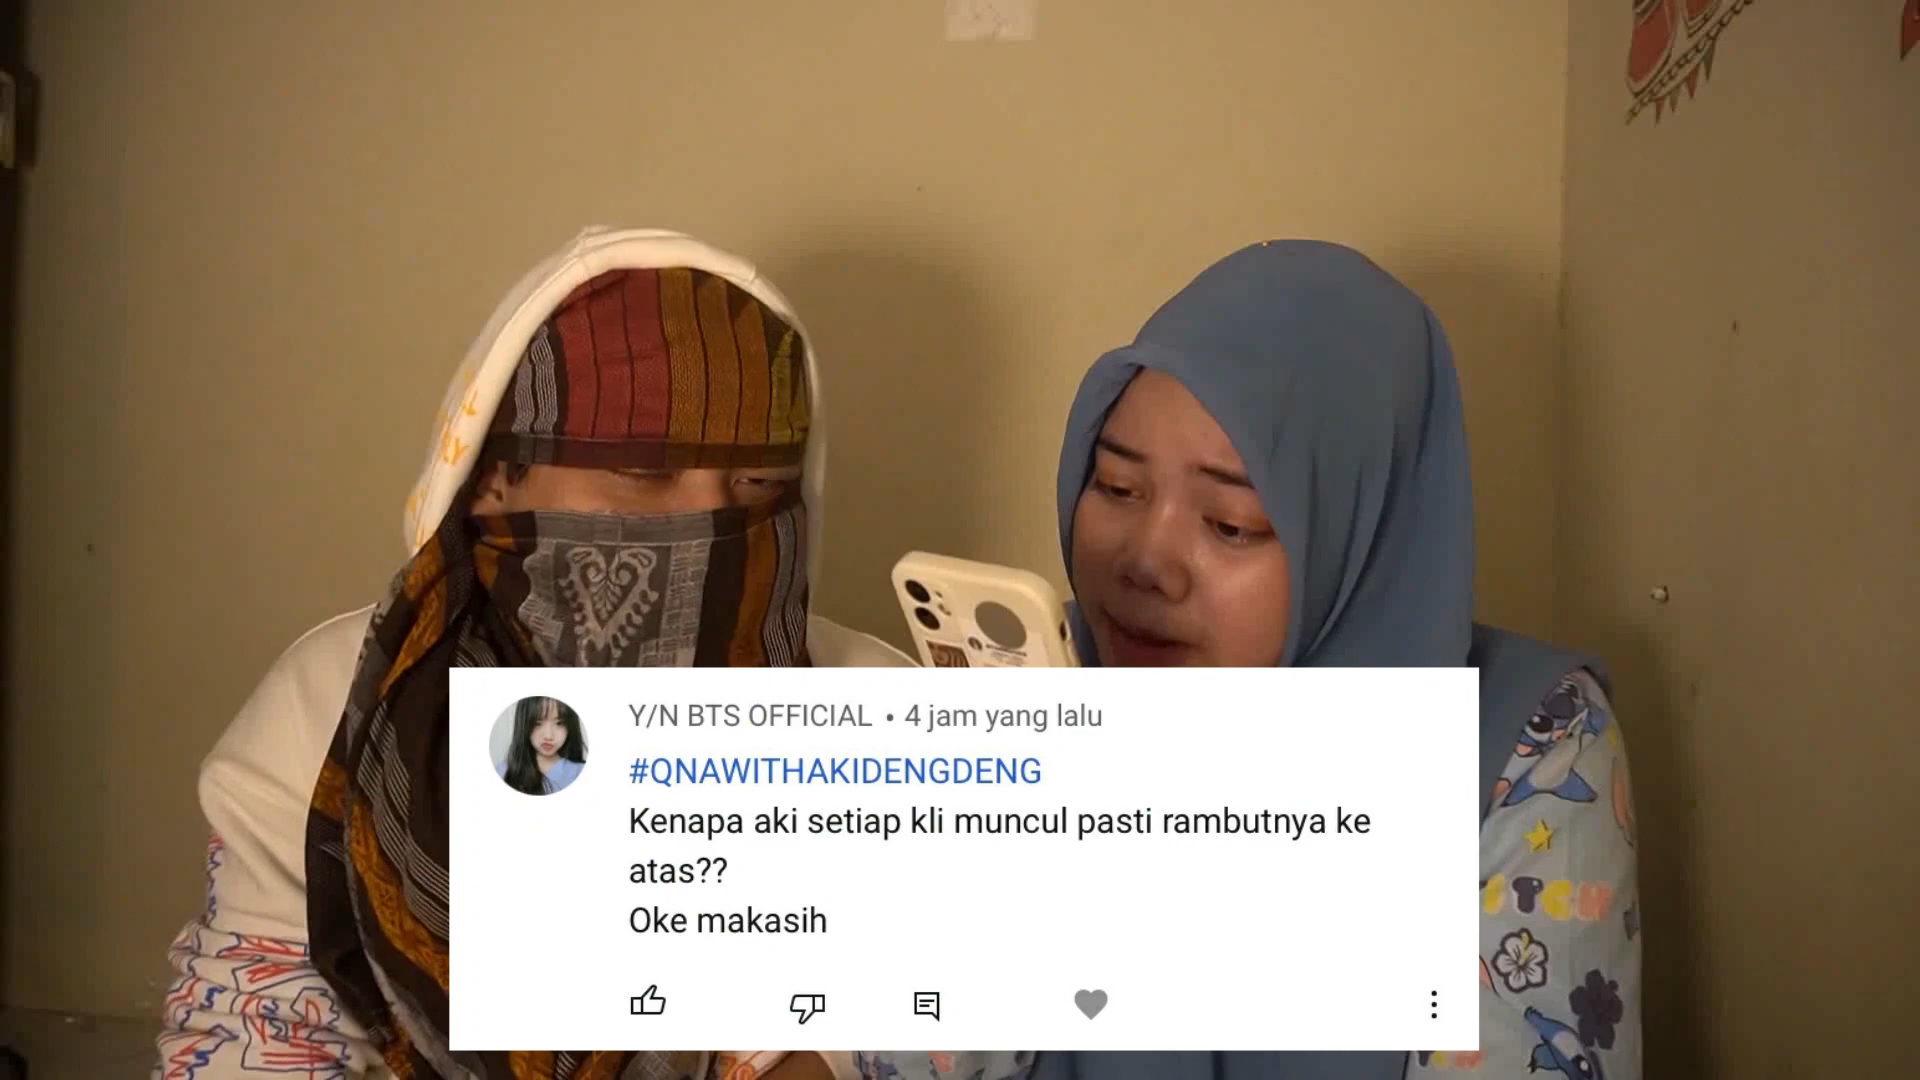 Y/N BTS OFFICIAL • 4 jam yang lalu
#QNAWITHAKIDENGDENG
Kenapa aki setiap kli muncul pasti rambutnya ke
atas??
Oke makasih